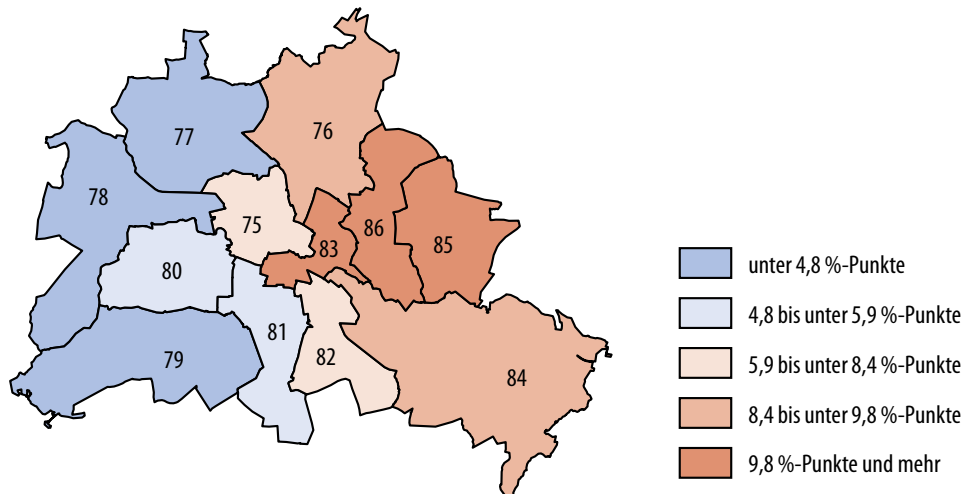 77
76
78
75
86
83
85
80
81
82
79
84
unter 4,8 %-Punkte
4,8 bis unter 5,9 %-Punkte
5,9 bis unter 8,4 %-Punkte
8,4 bis unter 9,8 %-Punkte
9,8 %-Punkte und mehr